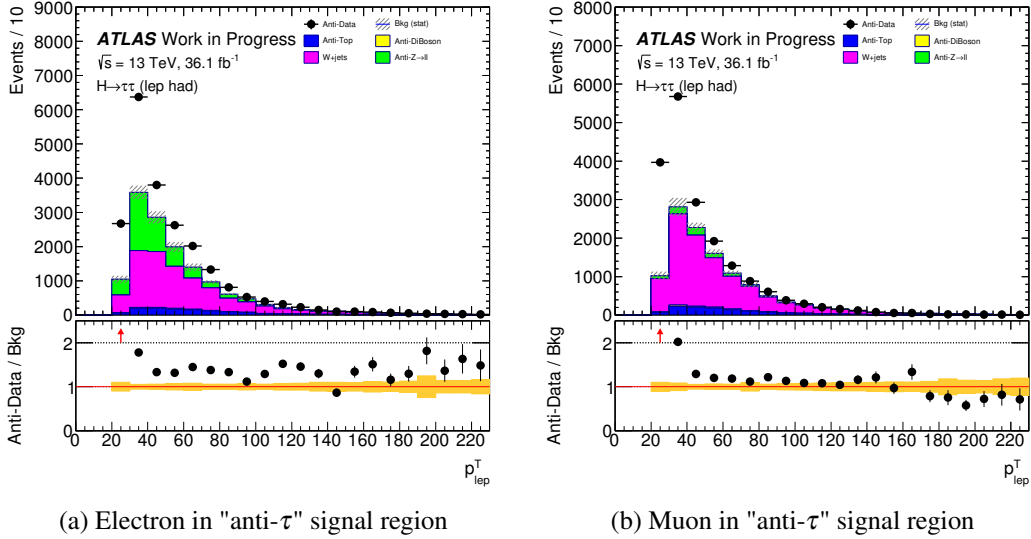 Events / 10
9000
8000
7000
6000
5000
4000
3000
2000
1000
0
ATLAS Work in Progress
√s = 13 TeV, 36.1 fb⁻¹
H→ττ (lep had)
Anti-Data
Bkg (stat)
Anti-Top
Anti-DiBoson
W+jets
Anti-Z→ll
Anti-Data / Bkg
2
1
0
0 20 40 60 80 100 120 140 160 180 200 220
p^T_lep
(a) Electron in "anti-τ" signal region
Events / 10
8000
7000
6000
5000
4000
3000
2000
1000
0
ATLAS Work in Progress
√s = 13 TeV, 36.1 fb⁻¹
H→ττ (lep had)
Anti-Data
Bkg (stat)
Anti-Top
Anti-DiBoson
W+jets
Anti-Z→ll
Anti-Data / Bkg
2
1
0
0 20 40 60 80 100 120 140 160 180 200 220
p^T_lep
(b) Muon in "anti-τ" signal region